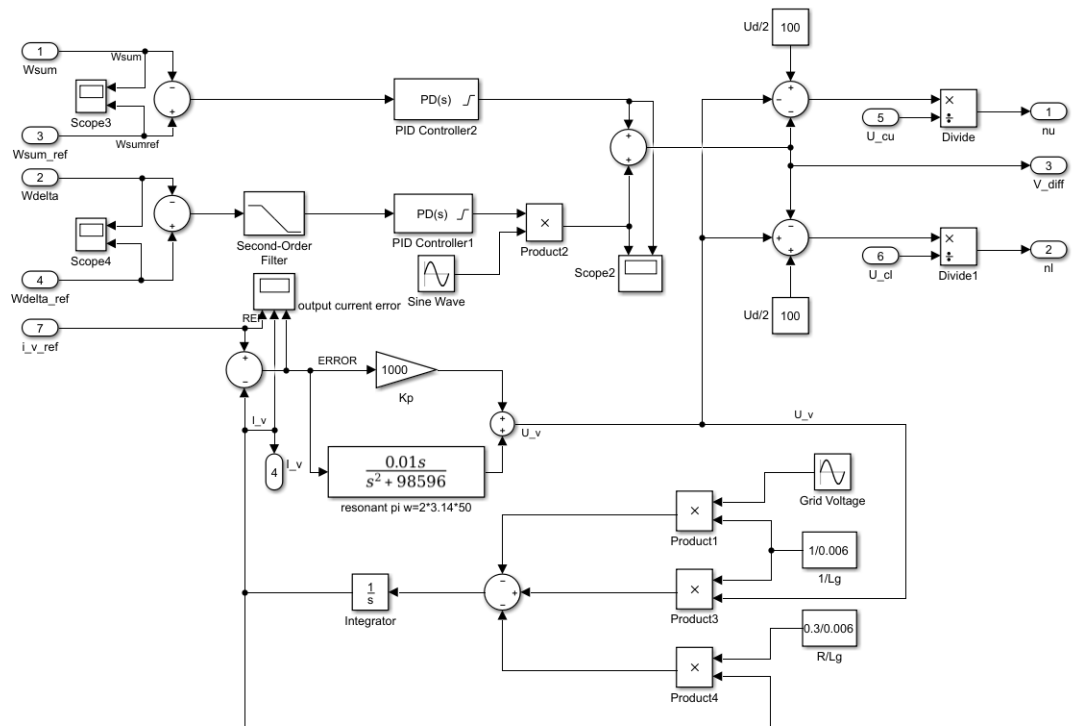 Ud/2
100
1
Wsum
Wsum
Scope3
3
Wsum_ref
Wsumref
PD(s)
PID Controller2
5
U_cu
Divide
1
nu
3
V_diff
2
Wdelta
Scope4
4
Wdelta_ref
Second-Order
Filter
PD(s)
PID Controller1
Sine Wave
Product2
Scope2
6
U_cl
Divide1
2
nl
Ud/2
100
7
i_v_ref
output current error
ERROR
1000
Kp
I_v
4
I_v
0.01s
s² + 98596
resonant pi w=2*3.14*50
U_v
U_v
Grid Voltage
Product1
1/0.006
1/Lg
Product3
1
s
Integrator
0.3/0.006
R/Lg
Product4